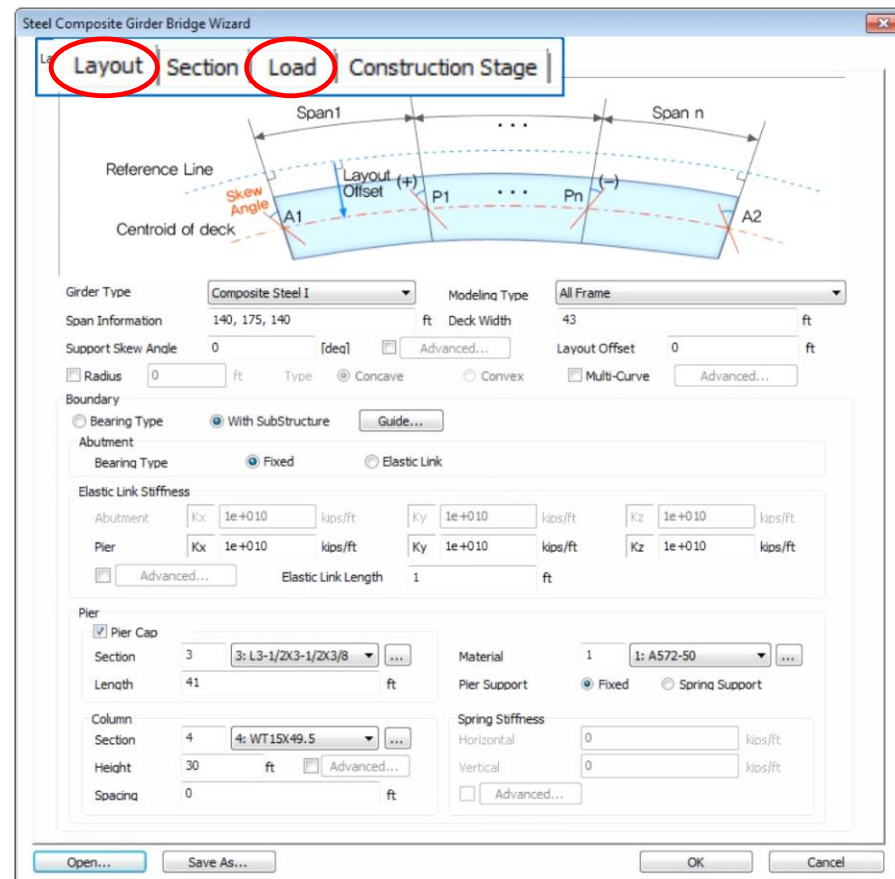 Steel Composite Girder Bridge Wizard
La
Layout Section Load Construction Stage
Span1 · · · Span n
Reference Line
Layout Offset
(+)
(-)
Skew Angle
A1
P1 · · · Pn
A2
Centroid of deck
Girder Type Composite Steel I Modeling Type All Frame
Span Information 140, 175, 140 ft Deck Width 43 ft
Support Skew Angle 0 [deg] Advanced... Layout Offset 0 ft
Radius 0 ft Type Concave Convex Multi-Curve Advanced...
Boundary
Bearing Type With SubStructure Guide...
Abutment
Bearing Type Fixed Elastic Link
Elastic Link Stiffness
Abutment Kx 1e+010 kips/ft Ky 1e+010 kips/ft Kz 1e+010 kips/ft
Pier Kx 1e+010 kips/ft Ky 1e+010 kips/ft Kz 1e+010 kips/ft
Advanced... Elastic Link Length 1 ft
Pier
Pier Cap
Section 3 3: L3-1/2X3-1/2X3/8 ... Material 1 1: A572-50 ...
Length 41 ft Pier Support Fixed Spring Support
Column Spring Stiffness
Section 4 4: WT15X49.5 ... Horizontal 0 kips/ft
Height 30 ft Advanced... Vertical 0 kips/ft
Spacing 0 ft Advanced...
Open... Save As... OK Cancel